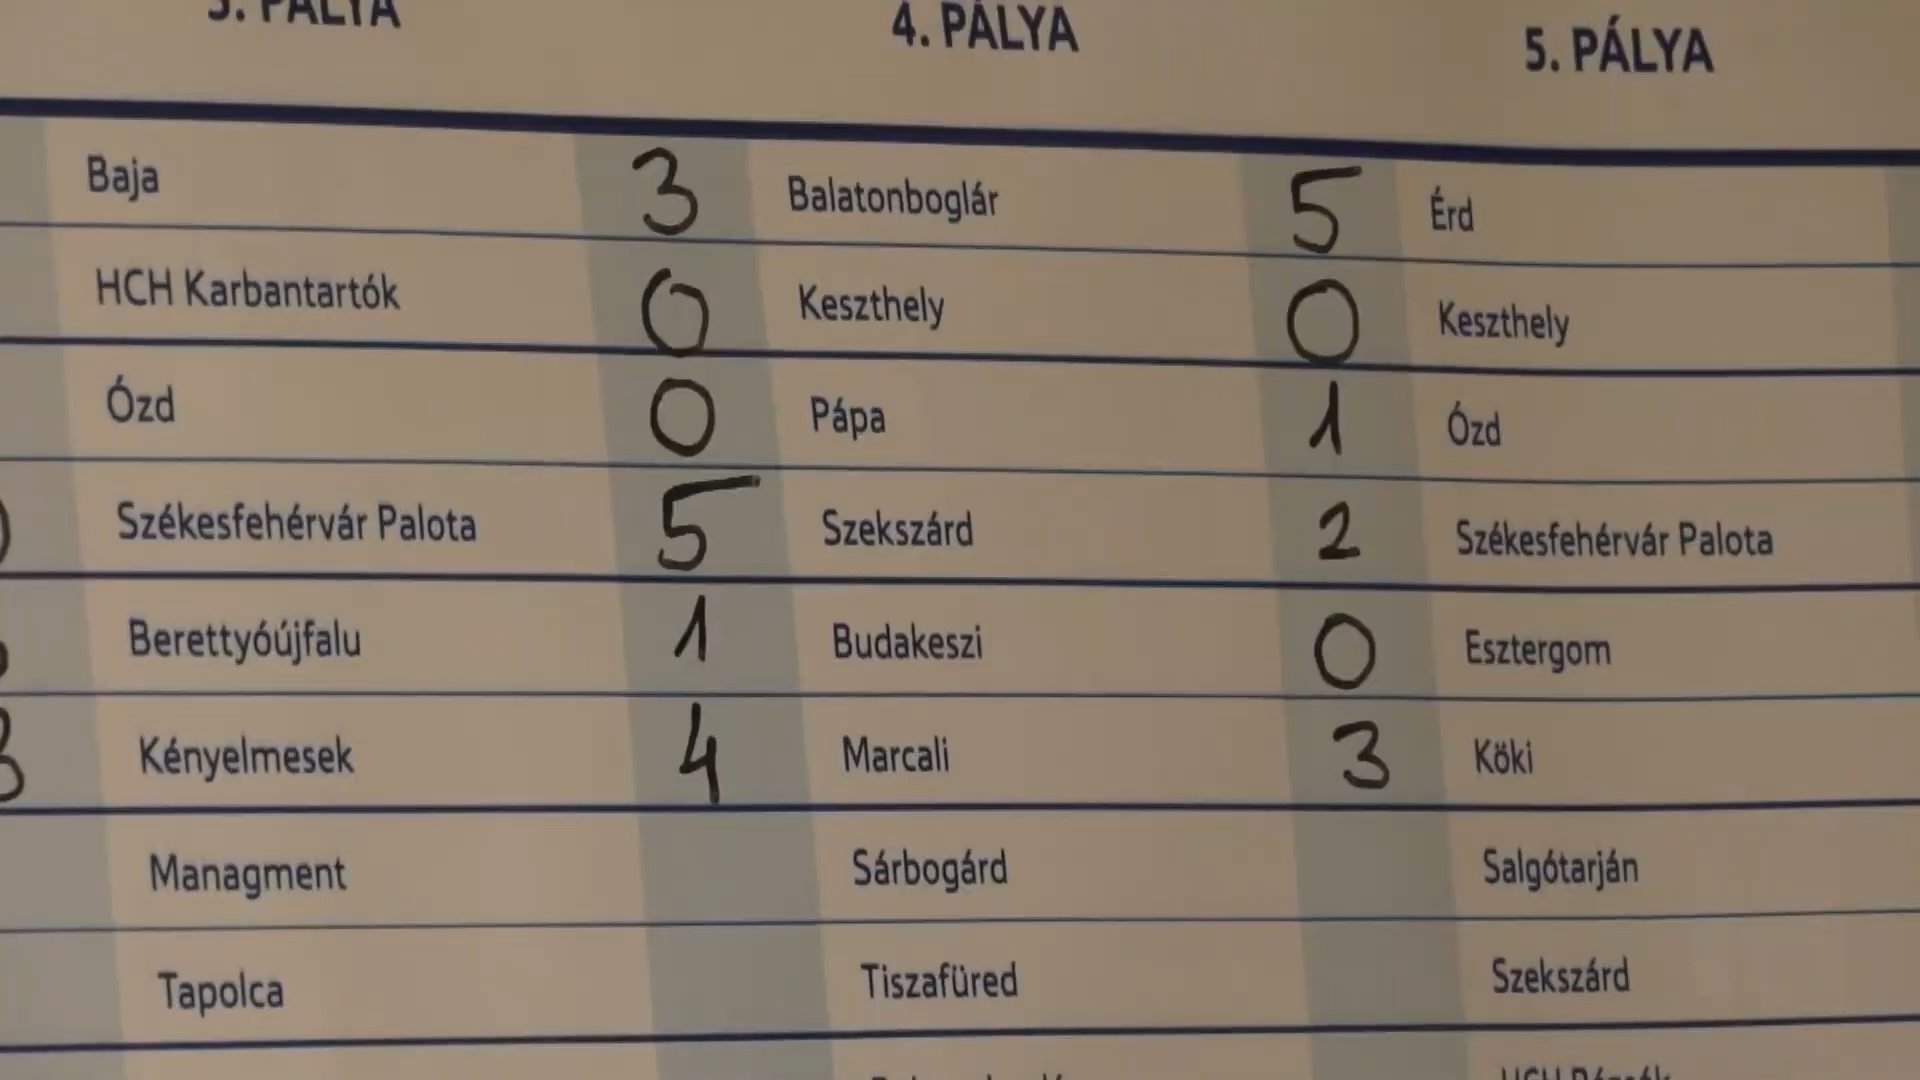 3. PÁLYA 4. PÁLYA 5. PÁLYA
Baja 3 Balatonboglár 5 Érd
HCH Karbantartók 0 Keszthely 0 Keszthely
Ózd 0 Pápa 1 Ózd
Székesfehérvár Palota 5 Szekszárd 2 Székesfehérvár Palota
Berettyóújfalu 1 Budakeszi 0 Esztergom
3 Kényelmesek 4 Marcali 3 Köki
Managment Sárbogárd Salgótarján
Tapolca Tiszafüred Szekszárd